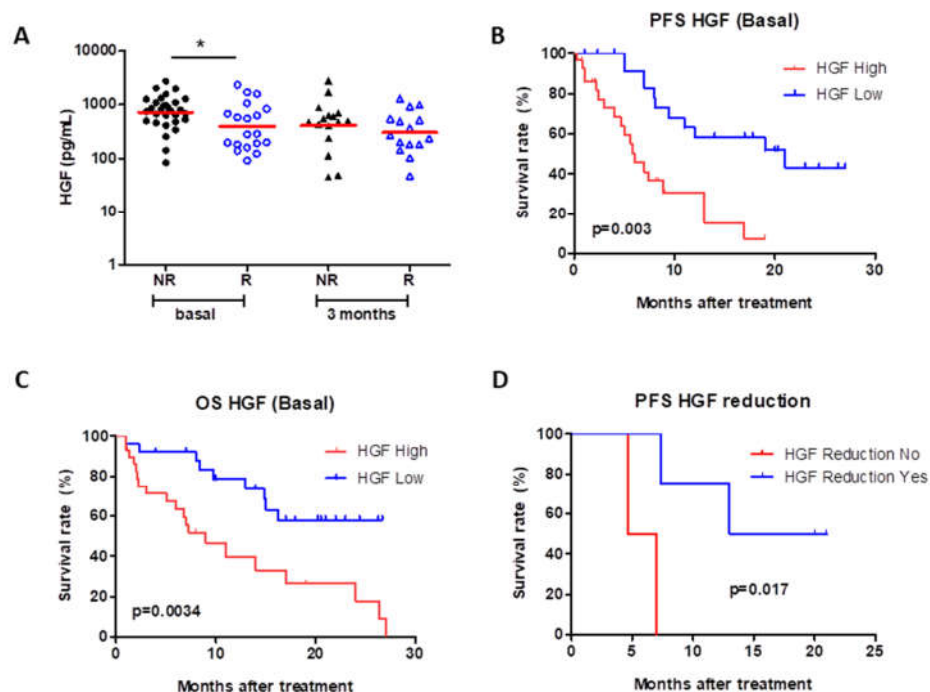 A
*
10000
1000
100
10
1
HGF (pg/mL)
NR R NR R
basal 3 months
B
PFS HGF (Basal)
HGF High
HGF Low
100
80
60
40
20
0
Survival rate (%)
p=0.003
0 10 20 30
Months after treatment
C
OS HGF (Basal)
HGF High
HGF Low
100
80
60
40
20
0
Survival rate (%)
p=0.0034
0 10 20 30
Months after treatment
D
PFS HGF reduction
HGF Reduction No
HGF Reduction Yes
100
80
60
40
20
0
Survival rate (%)
p=0.017
0 5 10 15 20 25
Months after treatment